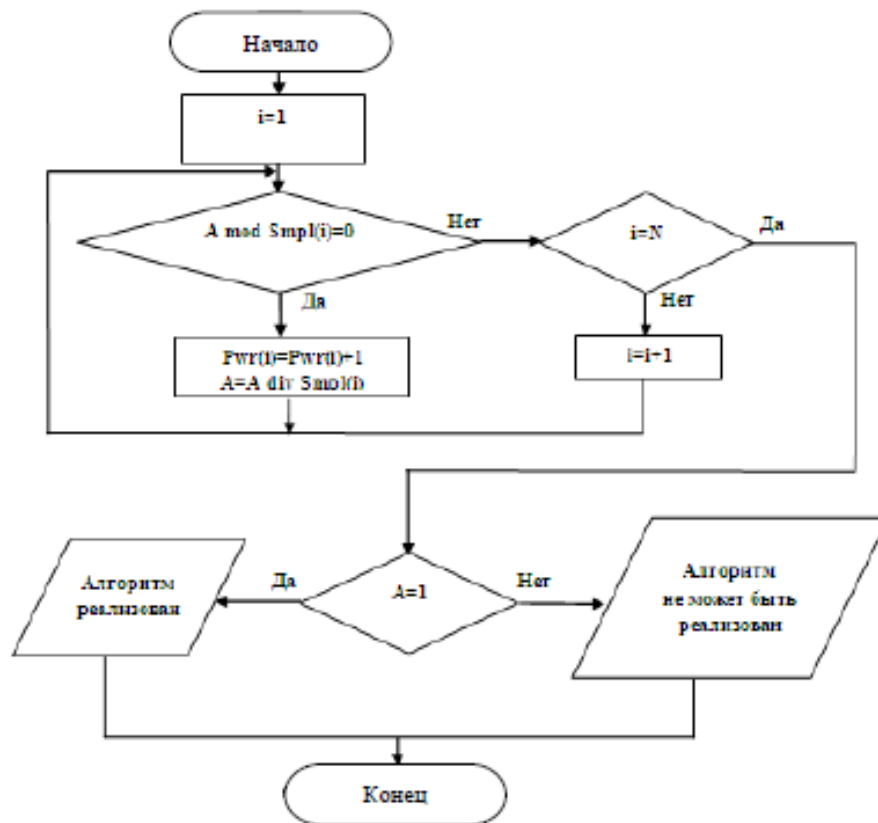 Начало
i=1
A mod Smpl(i)=0
Нет
i=N
Да
Да
Нет
Pwr(i)=Pwr(i)+1
A=A div Smpl(i)
i=i+1
Алгоритм
реализован
Да
A=1
Нет
Алгоритм
не может быть
реализован
Конец